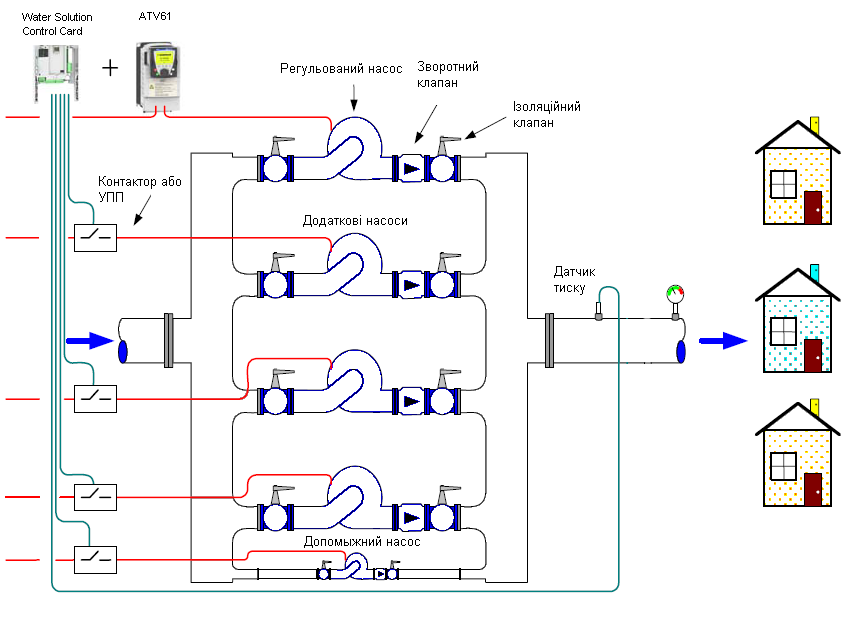 Water Solution
Control Card
ATV61
+
Регульований насос
Зворотний
клапан
Ізоляційний
клапан
Контактор або
УПП
Додаткові насоси
Датчик
тиску
Допомыжний насос